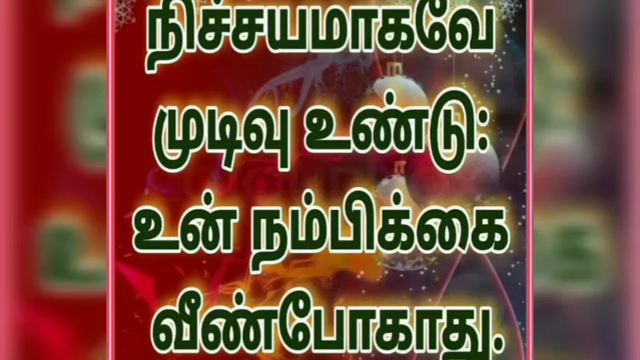 நிச்சயமாகவே
முடிவு உண்டு:
உன் நம்பிக்கை
வீண்போகாது.